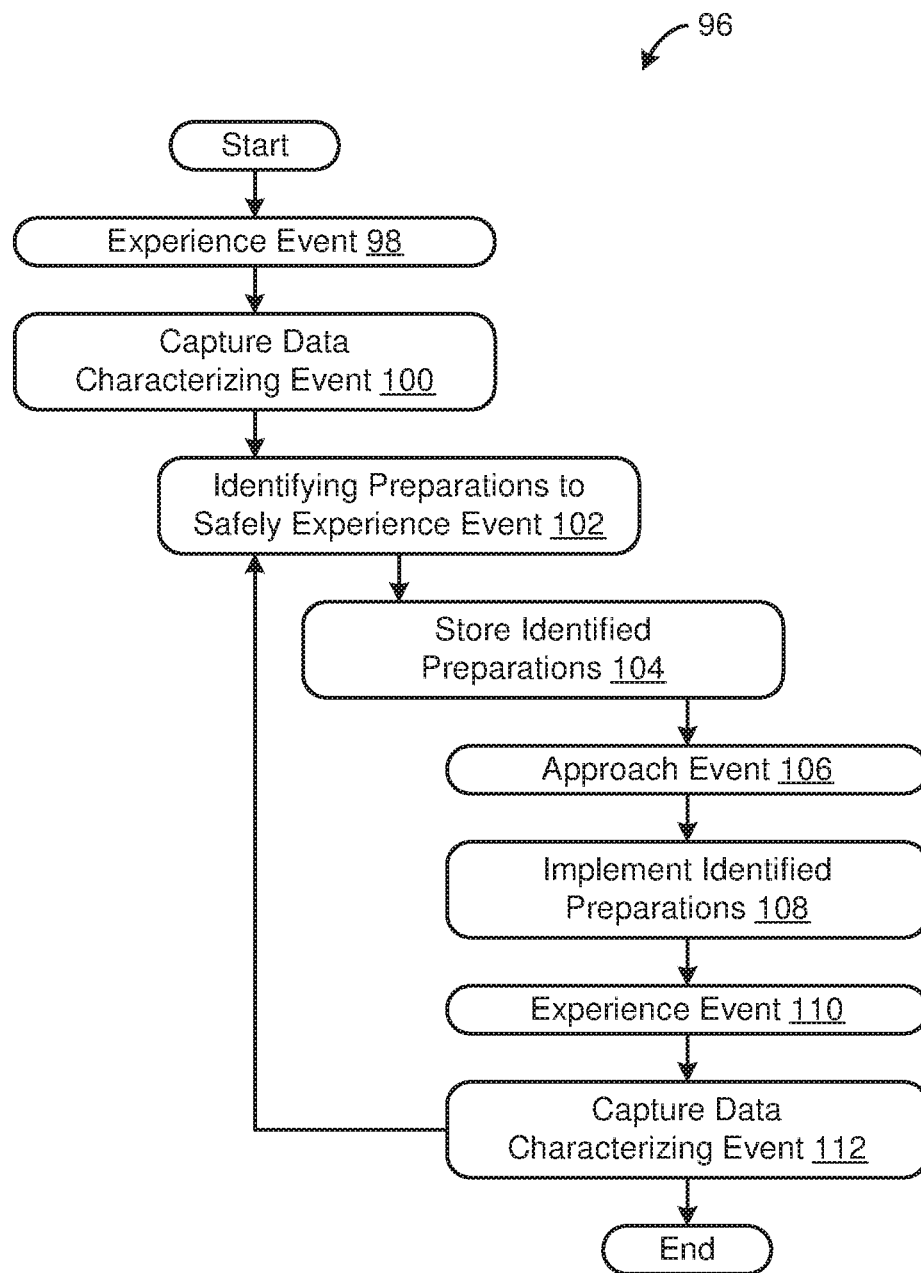 96
Start
Experience Event 98
Capture Data
Characterizing Event 100
Identifying Preparations to
Safely Experience Event 102
Store Identified
Preparations 104
Approach Event 106
Implement Identified
Preparations 108
Experience Event 110
Capture Data
Characterizing Event 112
End